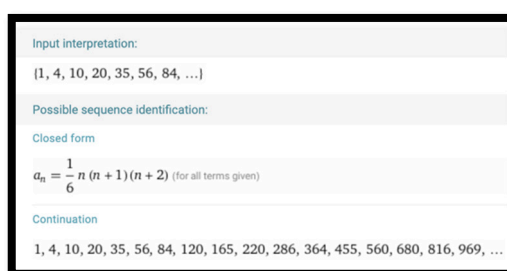 Input interpretation:
{1, 4, 10, 20, 35, 56, 84, ...}
Possible sequence identification:
Closed form
aₙ = 1/6 n (n + 1) (n + 2) (for all terms given)
Continuation
1, 4, 10, 20, 35, 56, 84, 120, 165, 220, 286, 364, 455, 560, 680, 816, 969, ...